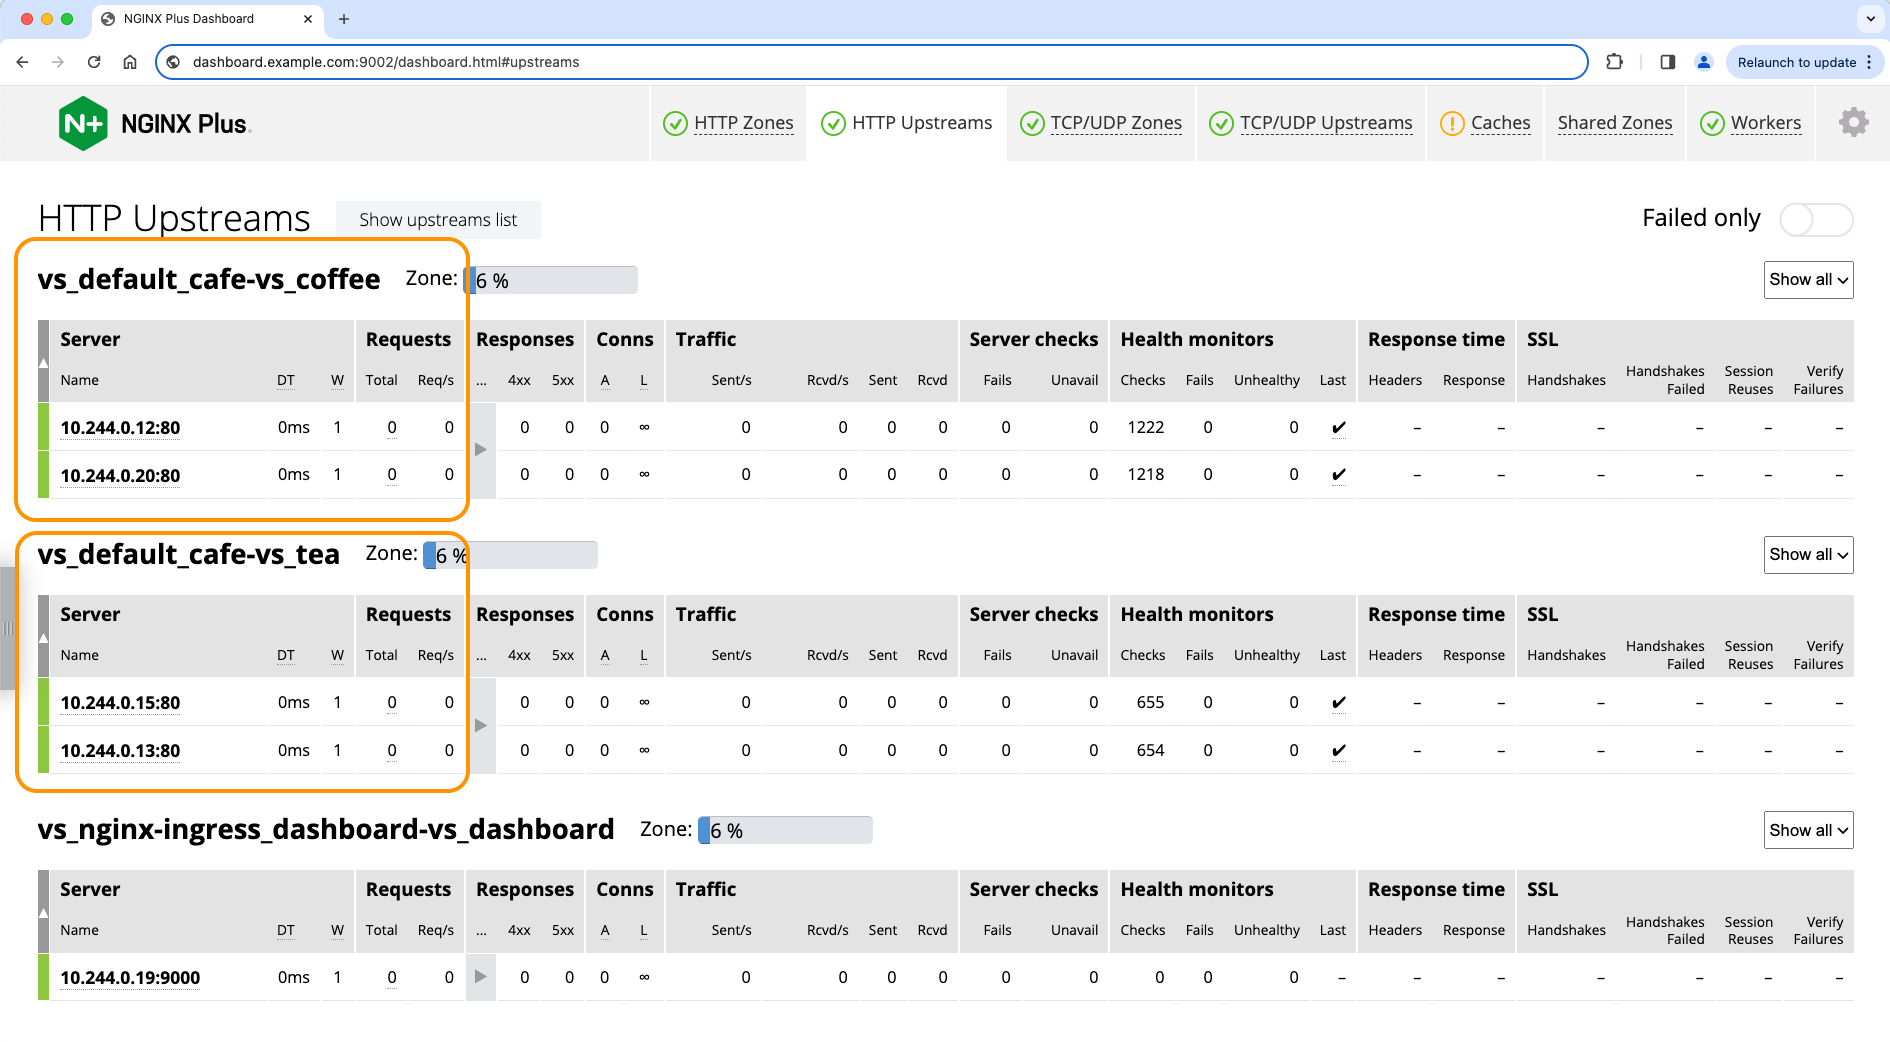 NGINX Plus Dashboard
dashboard.example.com:9002/dashboard.html#upstreams
Relaunch to update
N+ NGINX Plus
HTTP Zones HTTP Upstreams TCP/UDP Zones TCP/UDP Upstreams Caches Shared Zones Workers
HTTP Upstreams Show upstreams list Failed only
vs_default_cafe-vs_coffee Zone: 6 % Show all
Server Requests Responses Conns Traffic Server checks Health monitors Response time SSL
Name DT W Total Req/s ... 4xx 5xx A L Sent/s Rcvd/s Sent Rcvd Fails Unavail Checks Fails Unhealthy Last Headers Response Handshakes Handshakes Failed Session Reuses Verify Failures
10.244.0.12:80 0ms 1 0 0 0 0 0 ∞ 0 0 0 0 0 0 1222 0 0 ✔ – – – – – –
10.244.0.20:80 0ms 1 0 0 0 0 0 ∞ 0 0 0 0 0 0 1218 0 0 ✔ – – – – – –
vs_default_cafe-vs_tea Zone: 6 % Show all
Server Requests Responses Conns Traffic Server checks Health monitors Response time SSL
Name DT W Total Req/s ... 4xx 5xx A L Sent/s Rcvd/s Sent Rcvd Fails Unavail Checks Fails Unhealthy Last Headers Response Handshakes Handshakes Failed Session Reuses Verify Failures
10.244.0.15:80 0ms 1 0 0 0 0 0 ∞ 0 0 0 0 0 0 655 0 0 ✔ – – – – – –
10.244.0.13:80 0ms 1 0 0 0 0 0 ∞ 0 0 0 0 0 0 654 0 0 ✔ – – – – – –
vs_nginx-ingress_dashboard-vs_dashboard Zone: 6 % Show all
Server Requests Responses Conns Traffic Server checks Health monitors Response time SSL
Name DT W Total Req/s ... 4xx 5xx A L Sent/s Rcvd/s Sent Rcvd Fails Unavail Checks Fails Unhealthy Last Headers Response Handshakes Handshakes Failed Session Reuses Verify Failures
10.244.0.19:9000 0ms 1 0 0 0 0 0 ∞ 0 0 0 0 0 0 0 0 0 – – – – – – –